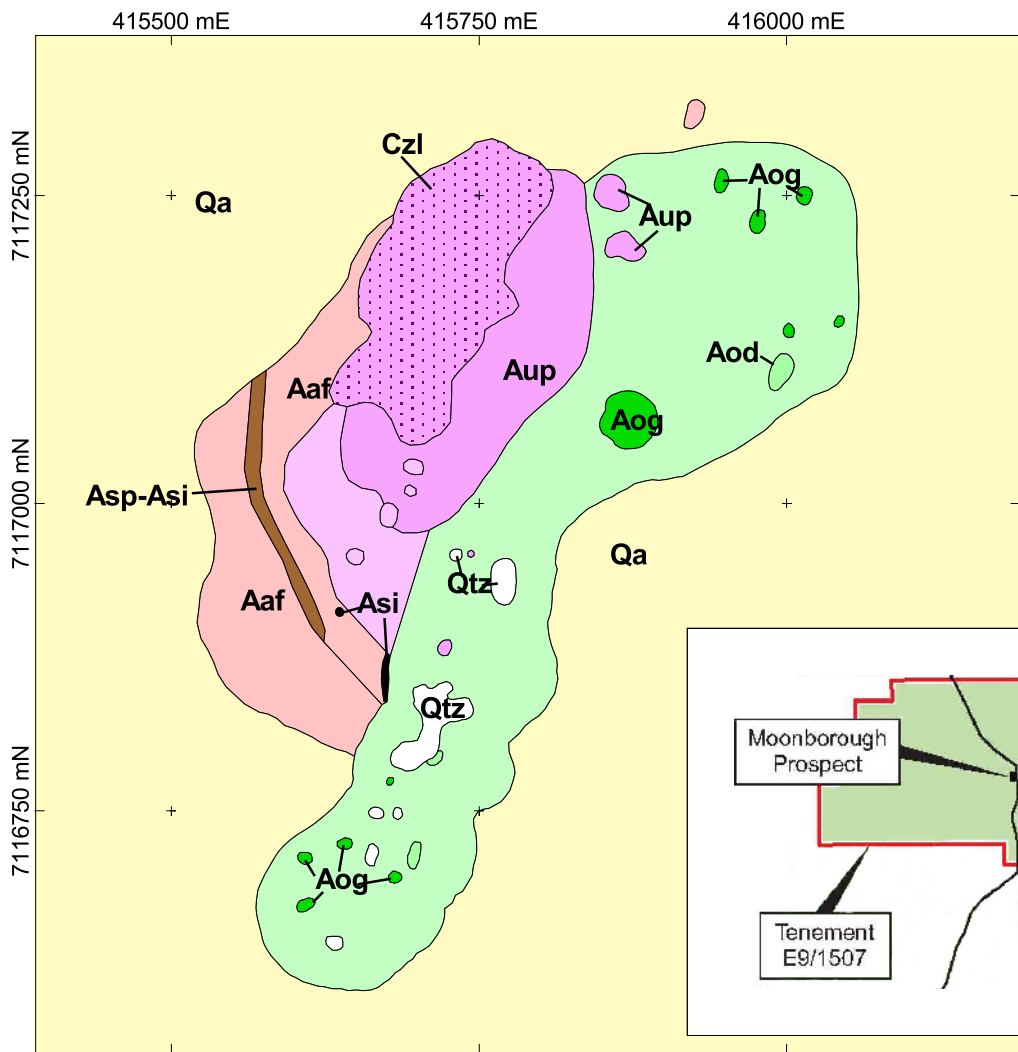 415500 mE
415750 mE
416000 mE
7117250 mN
7117000 mN
7116750 mN
Czl
Qa
Aog
Aup
Aod
Aup
Aaf
Aog
Asp-Asi
Qa
Qtz
Aaf
Asi
Qtz
Aog
Moonborough
Prospect
Tenement
E9/1507